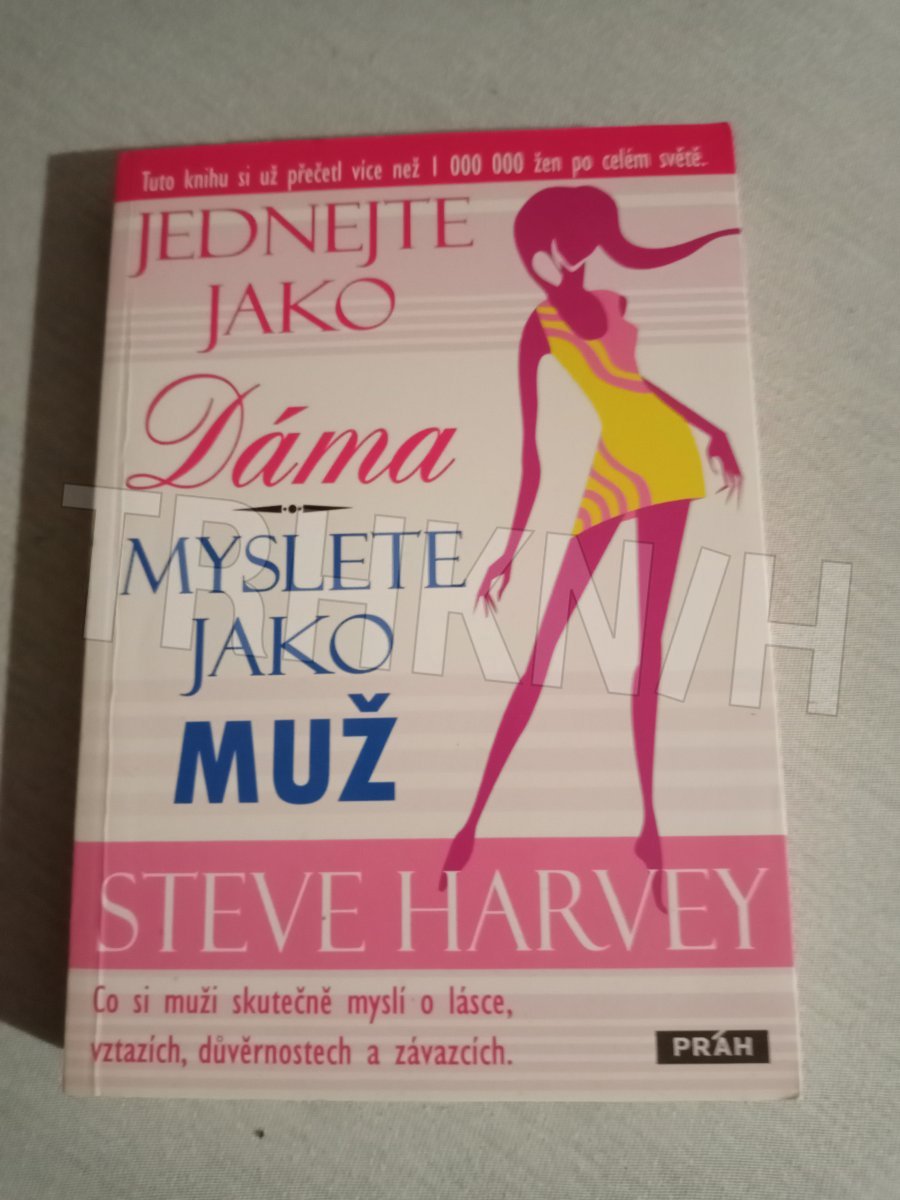 Tuto knihu si už přečetl více než 1 000 000 žen po celém světě.
JEDNEJTE
JAKO
Dáma
MYSLETE
JAKO
MUŽ
TRHKNIH
STEVE HARVEY
Co si muži skutečně myslí o lásce,
vztazích, důvěrnostech a závazcích.
PRÁH